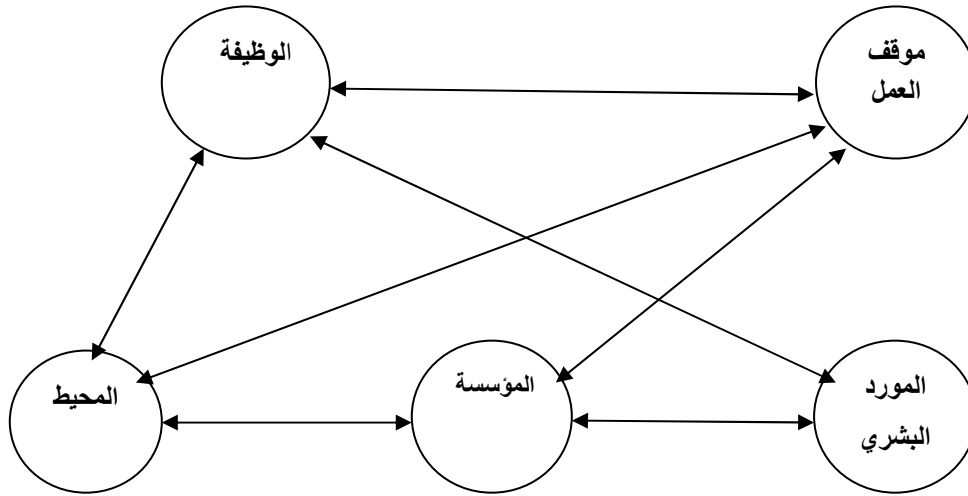 موقف
العمل
الوظيفة
المورد
البشري
المؤسسة
المحيط